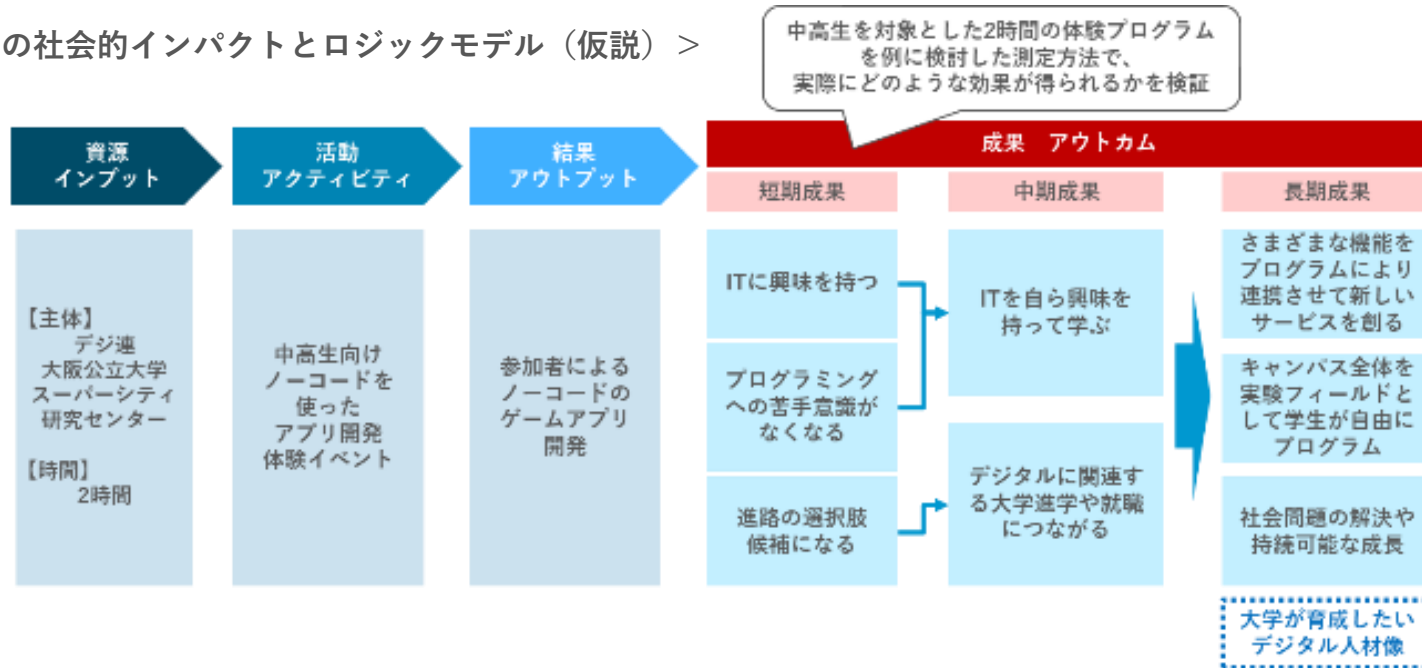 の社会的インパクトとロジックモデル（仮説）＞
中高生を対象とした2時間の体験プログラム
を例に検討した測定方法で、
実際にどのような効果が得られるかを検証
資源
インプット
活動
アクティビティ
結果
アウトプット
成果　アウトカム
短期成果
中期成果
長期成果
【主体】
デジ連
大阪公立大学
スーパーシティ
研究センター
【時間】
2時間
中高生向け
ノーコードを
使った
アプリ開発
体験イベント
参加者による
ノーコードの
ゲームアプリ
開発
ITに興味を持つ
プログラミング
への苦手意識が
なくなる
進路の選択肢
候補になる
ITを自ら興味を
持って学ぶ
デジタルに関連す
る大学進学や就職
につながる
さまざまな機能を
プログラムにより
連携させて新しい
サービスを創る
キャンパス全体を
実験フィールドと
して学生が自由に
プログラム
社会問題の解決や
持続可能な成長
大学が育成したい
デジタル人材像